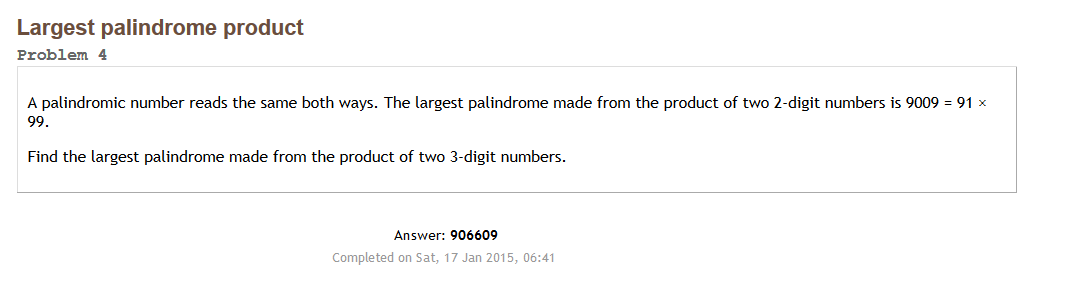 Largest palindrome product
Problem 4
A palindromic number reads the same both ways. The largest palindrome made from the product of two 2-digit numbers is 9009 = 91 ×
99.
Find the largest palindrome made from the product of two 3-digit numbers.
Answer: 906609
Completed on Sat, 17 Jan 2015, 06:41